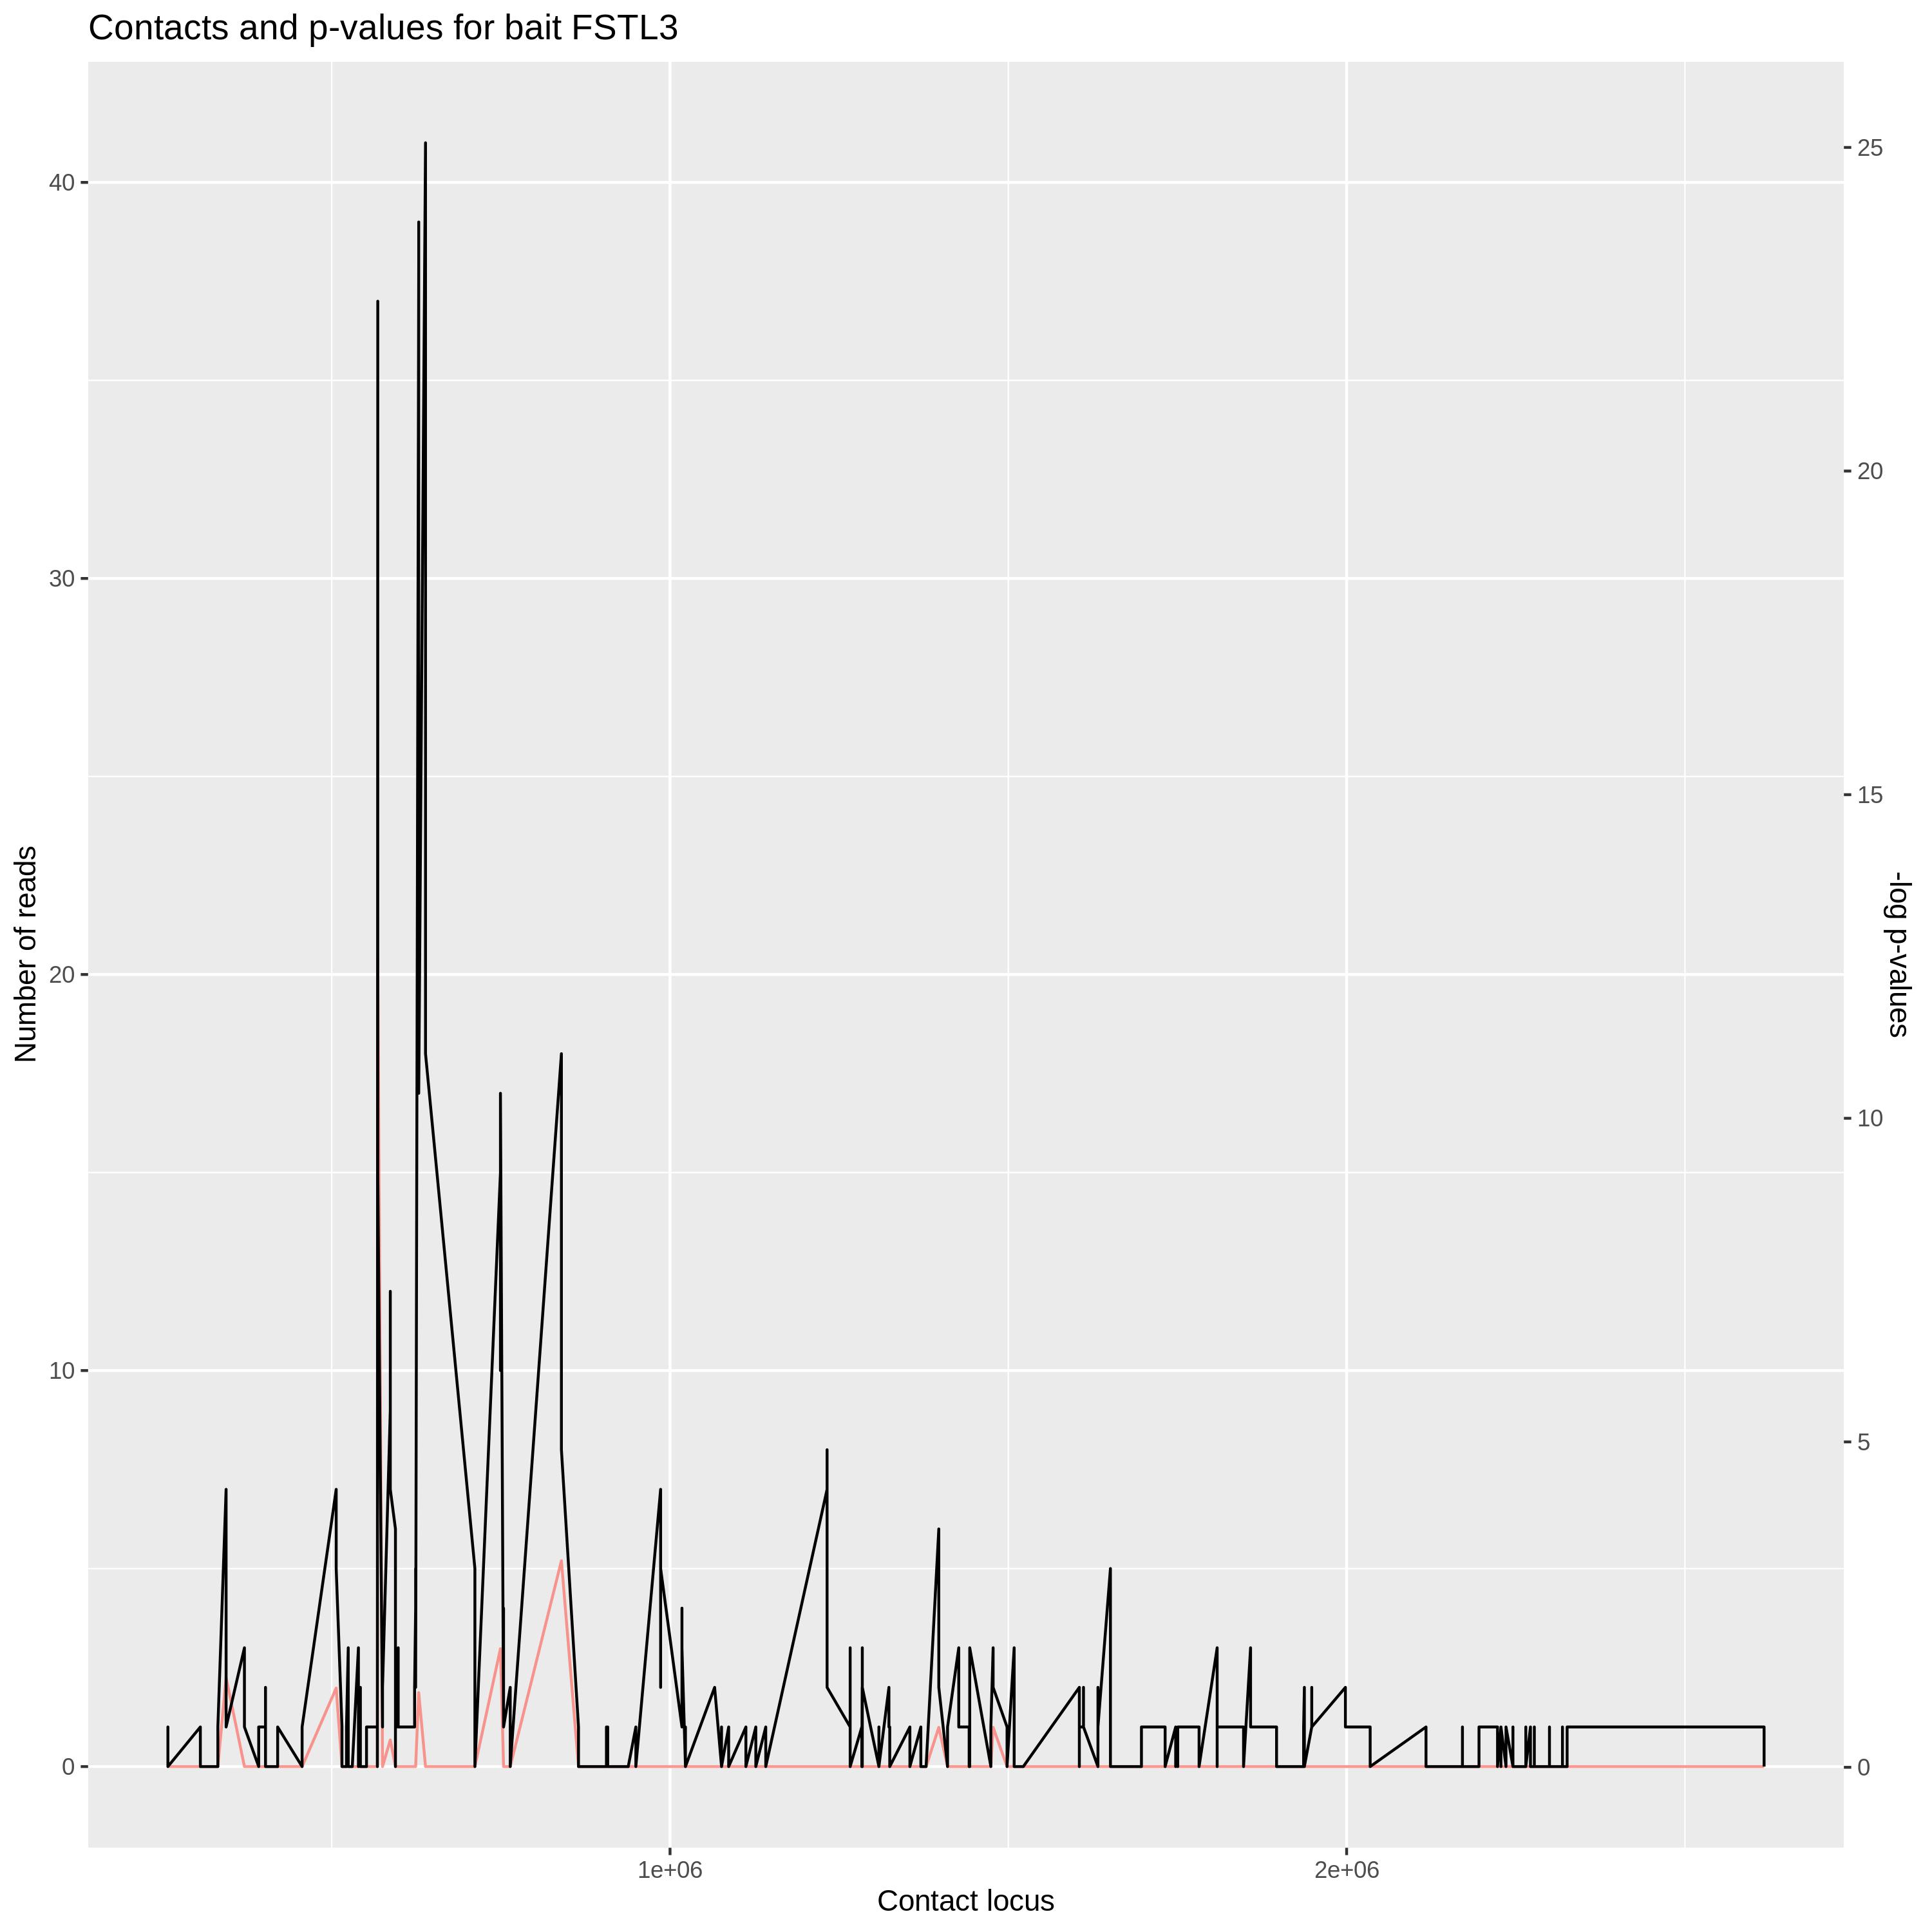 Contacts and p-values for bait FSTL3
40
30
20
10
0
Number of reads
25
20
15
10
5
0
-log p-values
1e+06
2e+06
Contact locus